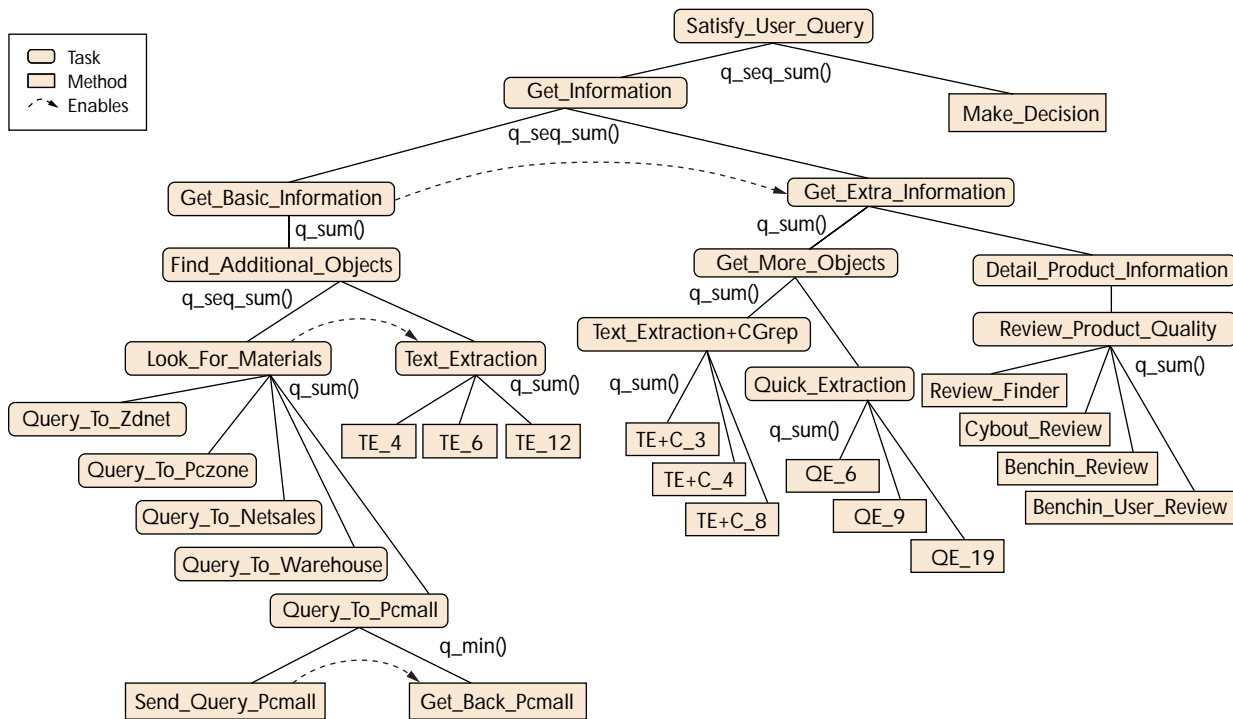 Satisfy_User_Query
Task
Method
Enables
q_seq_sum()
Get_Information
Make_Decision
q_seq_sum()
Get_Basic_Information
Get_Extra_Information
q_sum()
q_sum()
Find_Additional_Objects
Get_More_Objects
Detail_Product_Information
q_seq_sum()
q_sum()
Look_For_Materials
Text_Extraction
Text_Extraction+CGrep
Review_Product_Quality
q_sum()
q_sum()
q_sum()
Quick_Extraction
q_sum()
Query_To_Zdnet
Review_Finder
TE_4
TE_6
TE_12
TE+C_3
q_sum()
Cybout_Review
Query_To_Pczone
TE+C_4
QE_6
Benchin_Review
Query_To_Netsales
TE+C_8
QE_9
Benchin_User_Review
Query_To_Warehouse
QE_19
Query_To_Pcmall
q_min()
Send_Query_Pcmall
Get_Back_Pcmall